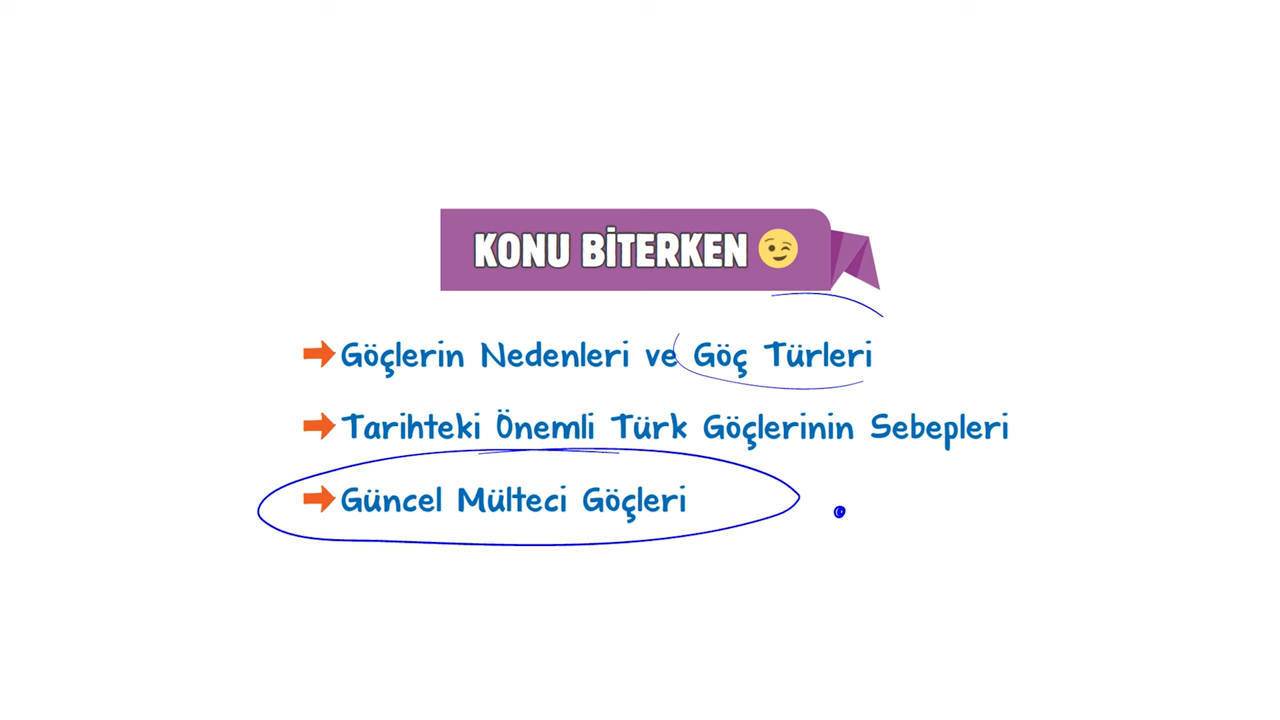 KONU BİTERKEN
Göçlerin Nedenleri ve Göç Türleri
Tarihteki Önemli Türk Göçlerinin Sebepleri
Güncel Mülteci Göçleri